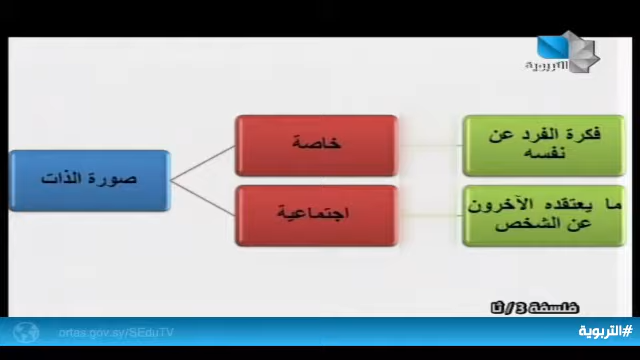 التربوية
صورة الذات
خاصة
فكرة الفرد عن
نفسه
اجتماعية
ما يعتقده الآخرون
عن الشخص
فلسفة 3 / ثا
ortas.gov.sy/SEduTV
#التربوية